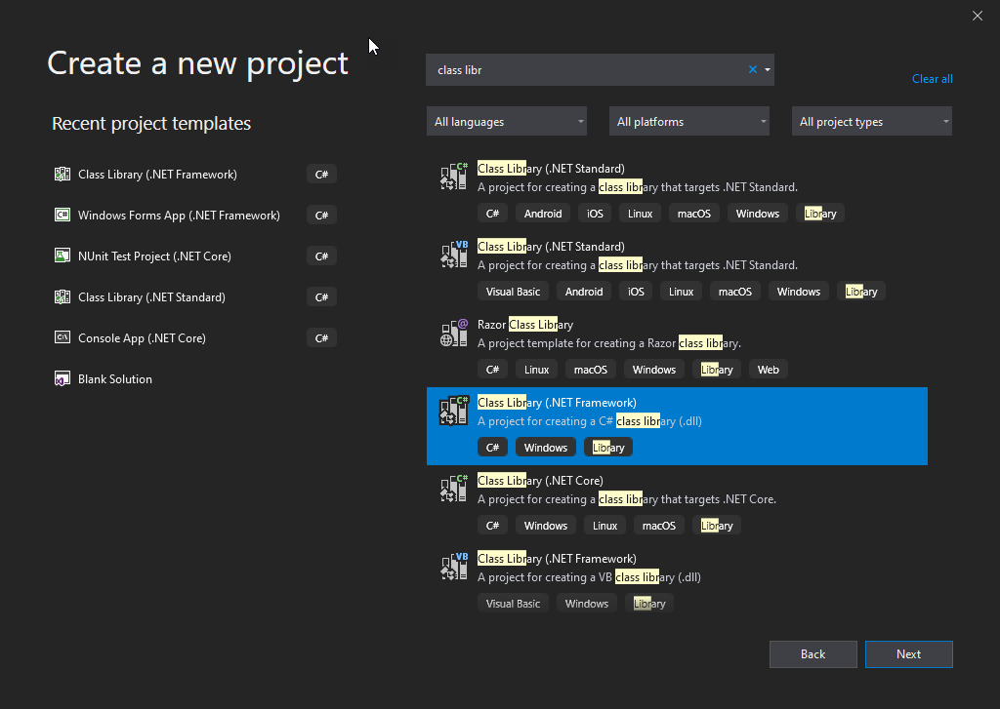 Create a new project
Recent project templates
Class Library (.NET Framework) C#
Windows Forms App (.NET Framework) C#
NUnit Test Project (.NET Core) C#
Class Library (.NET Standard) C#
Console App (.NET Core) C#
Blank Solution
class libr
Clear all
All languages All platforms All project types
C#
Class Library (.NET Standard)
A project for creating a class library that targets .NET Standard.
C# Android iOS Linux macOS Windows Library
VB
Class Library (.NET Standard)
A project for creating a class library that targets .NET Standard.
Visual Basic Android iOS Linux macOS Windows Library
@
Razor Class Library
A project template for creating a Razor class library.
C# Linux macOS Windows Library Web
C#
Class Library (.NET Framework)
A project for creating a C# class library (.dll)
C# Windows Library
C#
Class Library (.NET Core)
A project for creating a class library that targets .NET Core.
C# Windows Linux macOS Library
VB
Class Library (.NET Framework)
A project for creating a VB class library (.dll)
Visual Basic Windows Library
Back Next